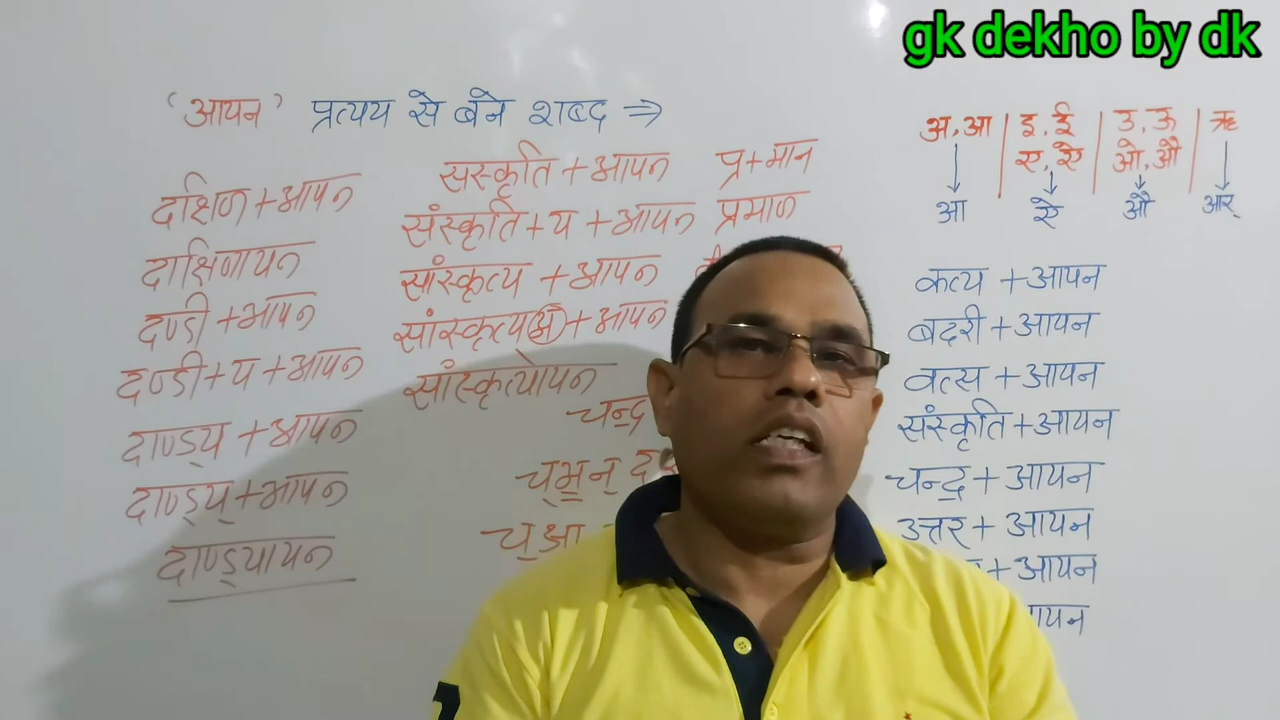 gk dekho by dk
'आयन' प्रत्यय से बने शब्द ⇒
दक्षिण+आयन
दाक्षिणायन
दण्डी+आयन
दण्डी+य+आयन
दाण्ड्य+आयन
दाण्ड्य्+आयन
दाण्ड्यायन
संस्कृति+आयन
संस्कृति+य+आयन
सांस्कृत्य+आयन
सांस्कृत्य(अ)+आयन
सांस्कृत्यायन
चन्द्र
च्अन्
च्आ
प्र+मान
प्रमाण
अ,आ | इ,ई | उ,ऊ | ऋ
ए,ऐ ओ,औ
आ ऐ औ आर्
कत्य+आयन
बदरी+आयन
वत्स+आयन
संस्कृति+आयन
चन्द्र+आयन
उत्तर+आयन
+आयन